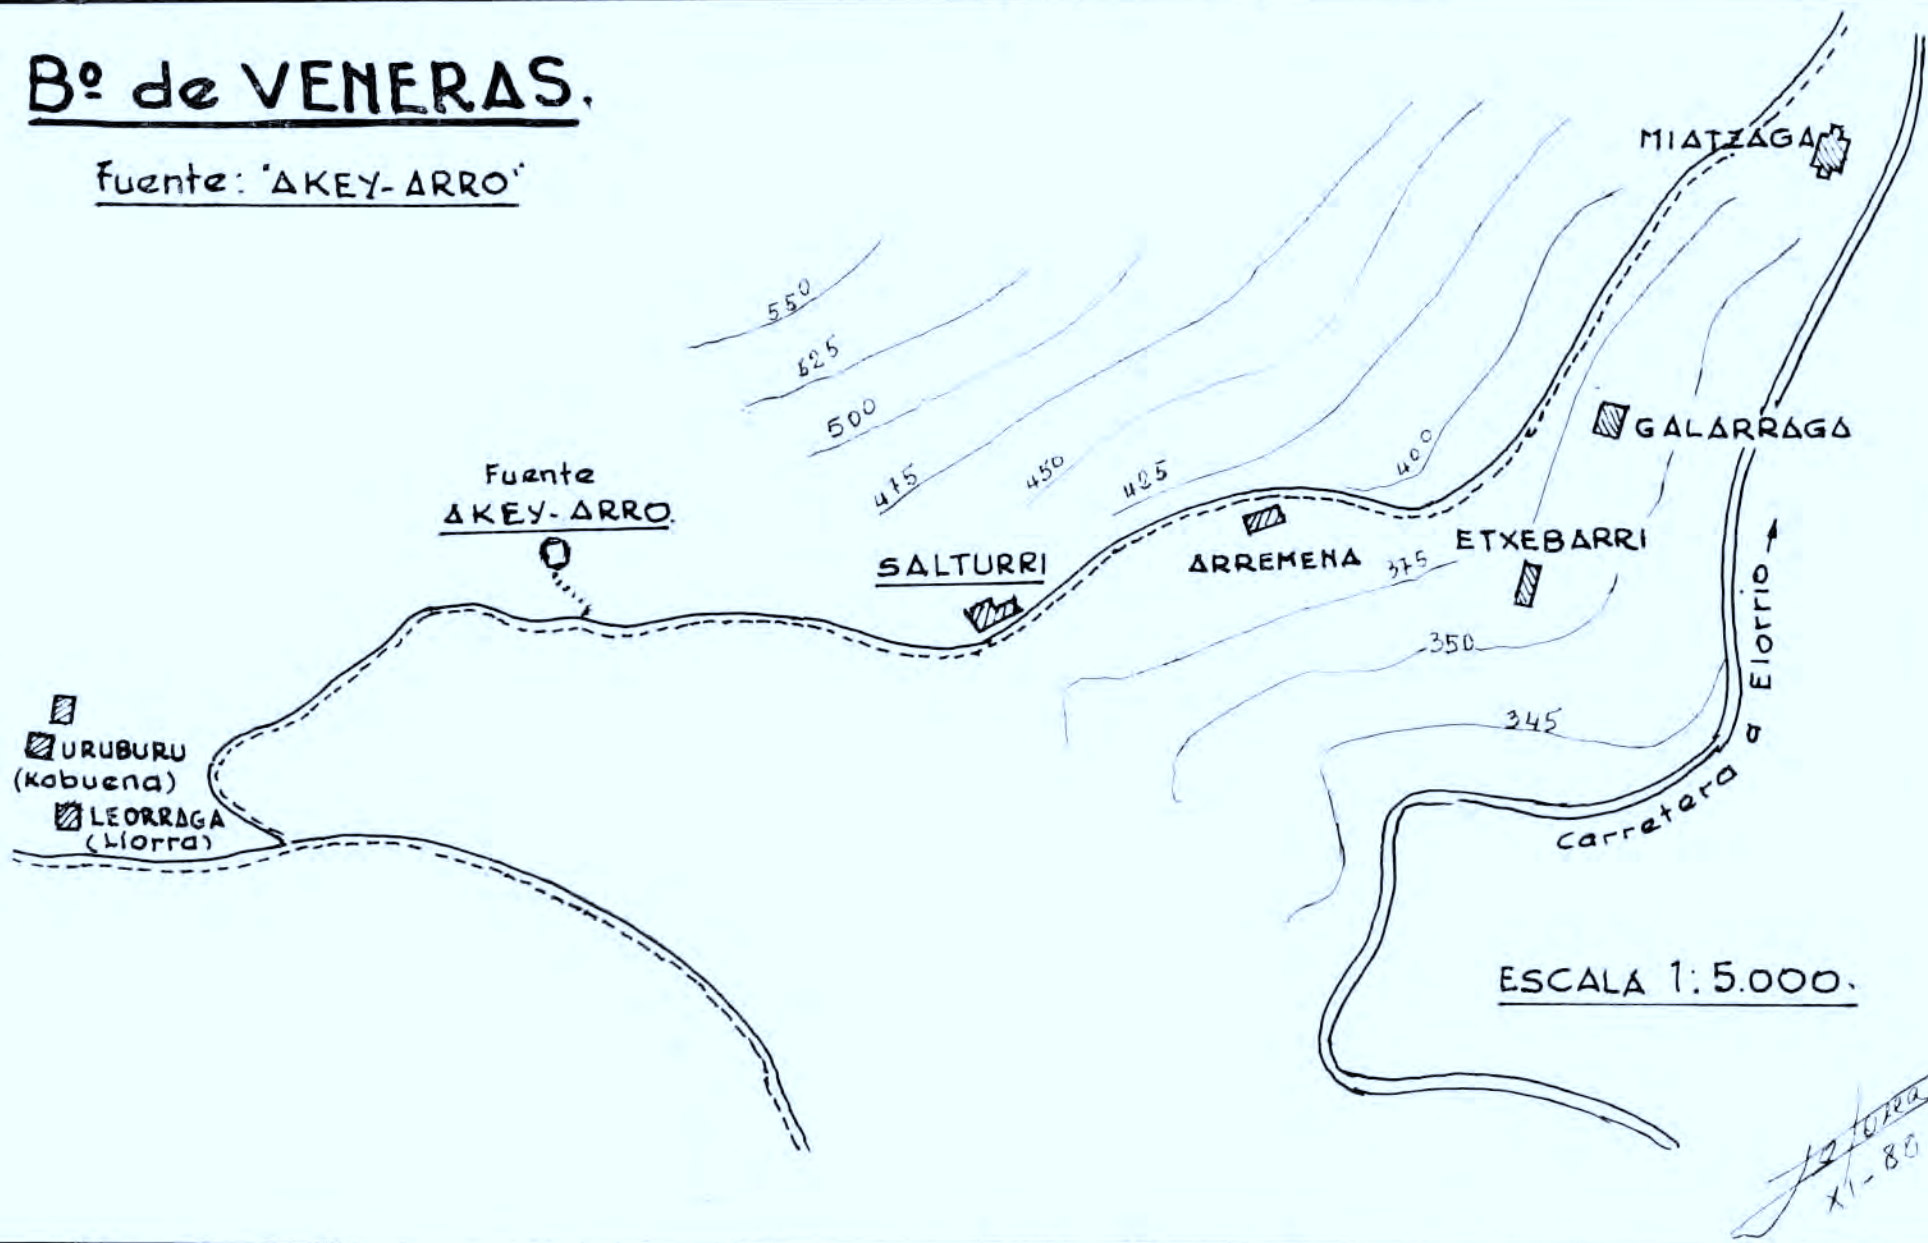 Bº de VENERAS.
Fuente: "AKEY-ARRO"
MIATZAGA
550
525
500
475
450
425
400
GALARRAGA
Fuente
AKEY-ARRO.
SALTURRI
ARREMENA
375
ETXEBARRI
350
345
Carretera a Elorrio
URUBURU
(Kobuena)
LEORRAGA
(Liorra)
ESCALA 1:5.000.
XI-80